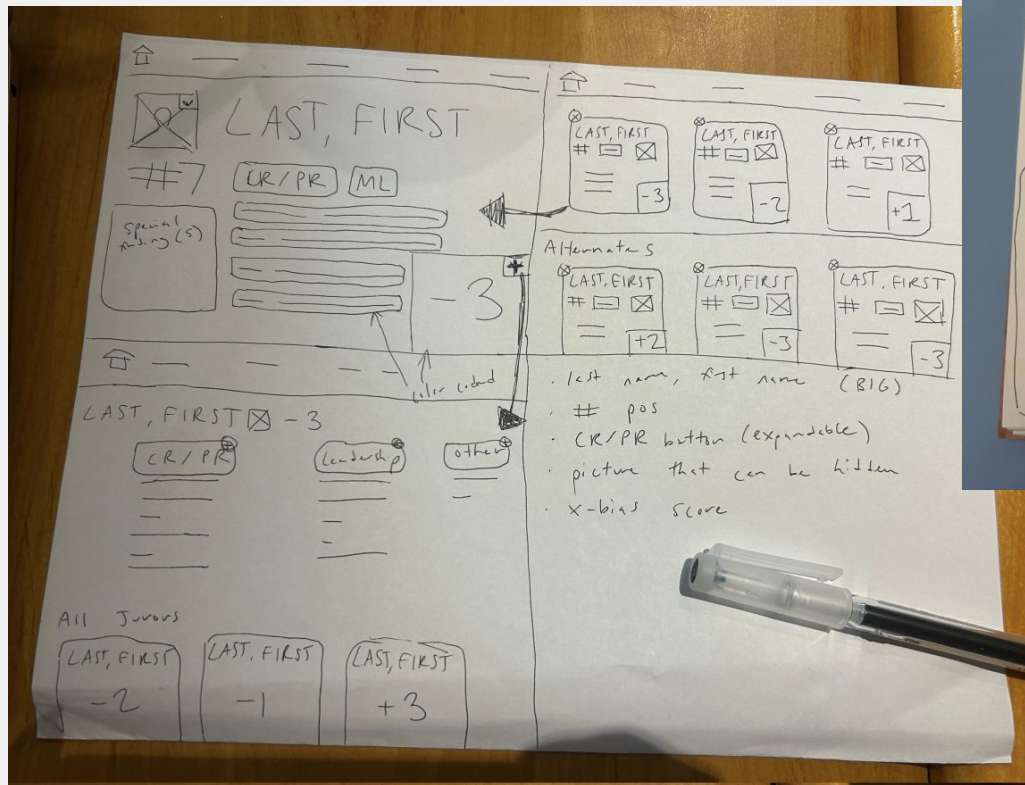 LAST, FIRST
#7
CR/PR
ML
special
finding(s)
-3
color coded
LAST, FIRST
#
-3
LAST, FIRST
#
-2
LAST, FIRST
#
+1
Alternates
LAST, FIRST
#
+2
LAST, FIRST
#
-3
LAST, FIRST
#
-3
LAST, FIRST -3
CR/PR
Leadership
other
All Jurors
LAST, FIRST
-2
LAST, FIRST
-1
LAST, FIRST
+3
· last name, first name (BIG)
· # pos
· CR/PR button (expandable)
· picture that can be hidden
· x-bias score